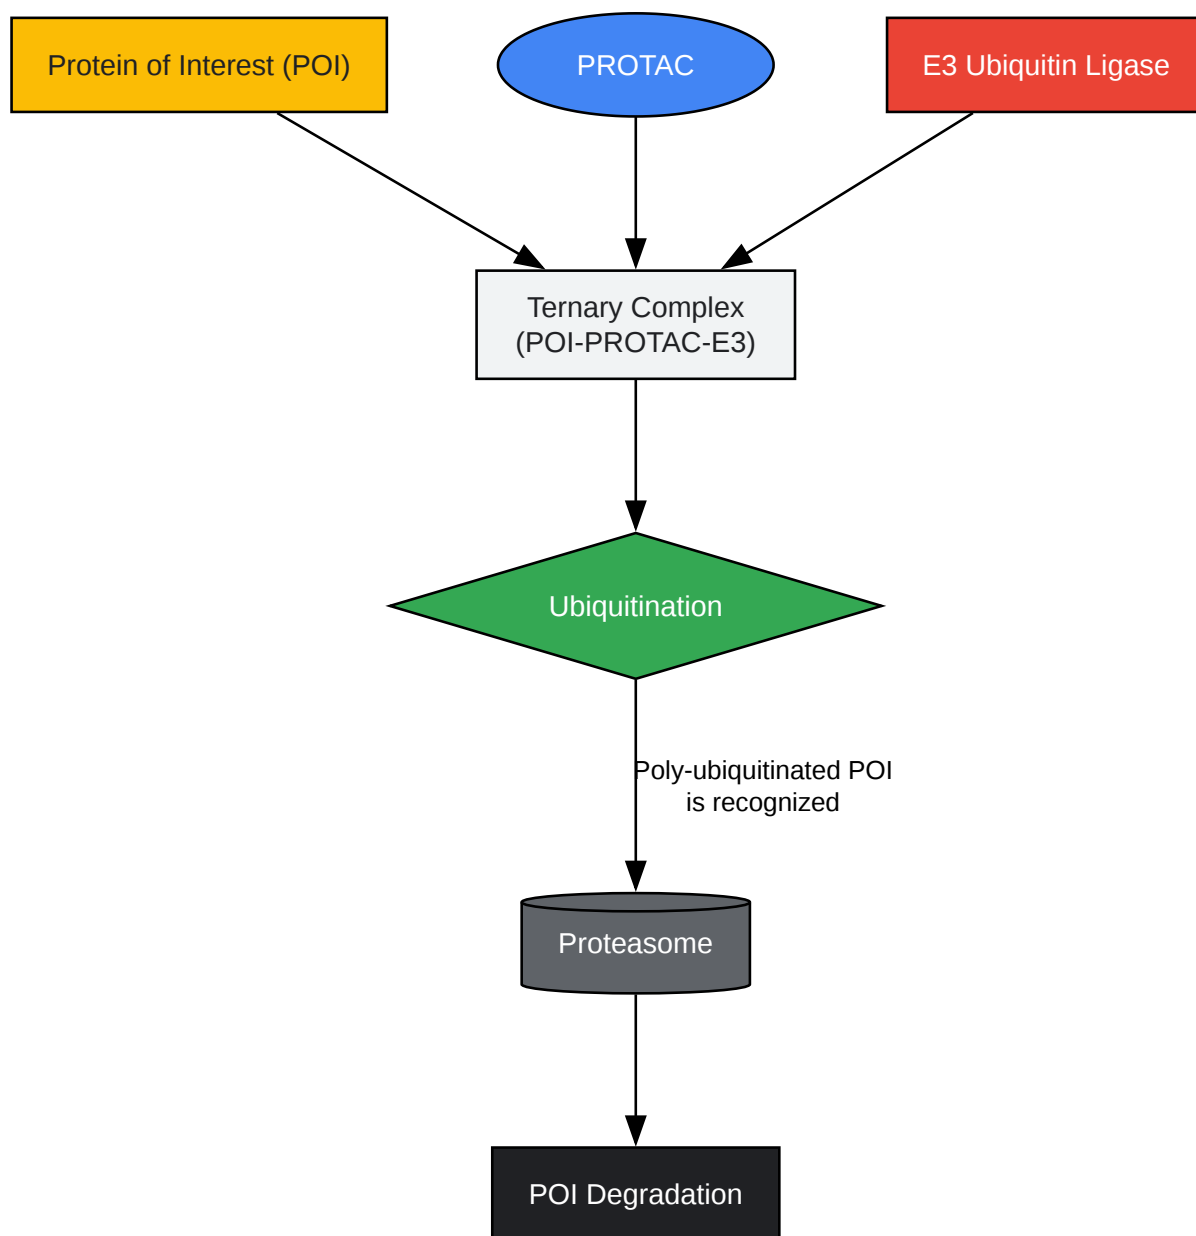 Protein of Interest (POI)
PROTAC
E3 Ubiquitin Ligase
Ternary Complex
(POI-PROTAC-E3)
Ubiquitination
Poly-ubiquitinated POI
is recognized
Proteasome
POI Degradation